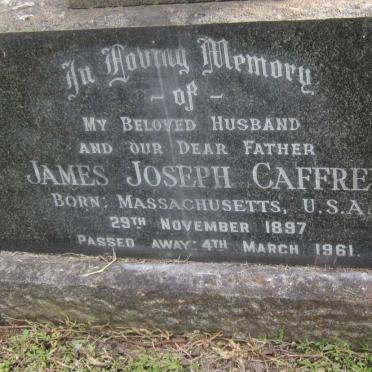 In Loving Memory
- of -
My Beloved Husband
and our Dear Father
James Joseph Caffre
Born: Massachusetts, U.S.A.
29th November 1897
Passed away 4th March 1961.